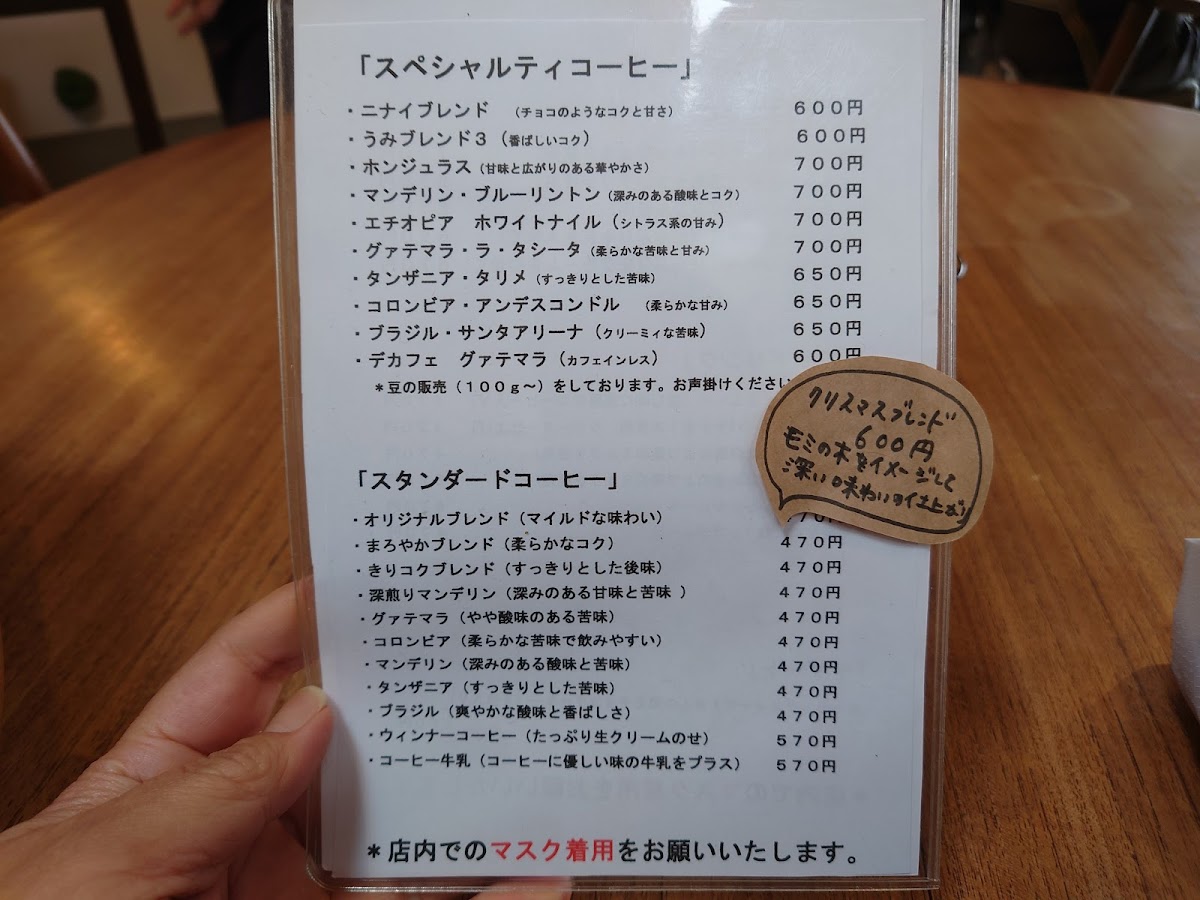 「スペシャルティコーヒー」
・ニナイブレンド　（チョコのようなコクと甘さ）　６００円
・うみブレンド３（香ばしいコク）　６００円
・ホンジュラス（甘味と広がりのある華やかさ）　７００円
・マンデリン・ブルーリントン（深みのある酸味とコク）　７００円
・エチオピア　ホワイトナイル（シトラス系の甘み）　７００円
・グァテマラ・ラ・タシータ（柔らかな苦味と甘み）　７００円
・タンザニア・タリメ（すっきりとした苦味）　６５０円
・コロンビア・アンデスコンドル　（柔らかな甘み）　６５０円
・ブラジル・サンタアリーナ（クリーミィな苦味）　６５０円
・デカフェ　グァテマラ（カフェインレス）　６００円
＊豆の販売（１００ｇ～）をしております。お声掛けください
クリスマスブレンド
６００円
モミの木をイメージして
深い味わいの仕上がり
「スタンダードコーヒー」
・オリジナルブレンド（マイルドな味わい）　７０円
・まろやかブレンド（柔らかなコク）　４７０円
・きりコクブレンド（すっきりとした後味）　４７０円
・深煎りマンデリン（深みのある甘味と苦味 ）　４７０円
・グァテマラ（やや酸味のある苦味）　４７０円
・コロンビア（柔らかな苦味で飲みやすい）　４７０円
・マンデリン（深みのある酸味と苦味）　４７０円
・タンザニア（すっきりとした苦味）　４７０円
・ブラジル（爽やかな酸味と香ばしさ）　４７０円
・ウィンナーコーヒー（たっぷり生クリームのせ）　５７０円
・コーヒー牛乳（コーヒーに優しい味の牛乳をプラス）　５７０円
＊店内でのマスク着用をお願いいたします。